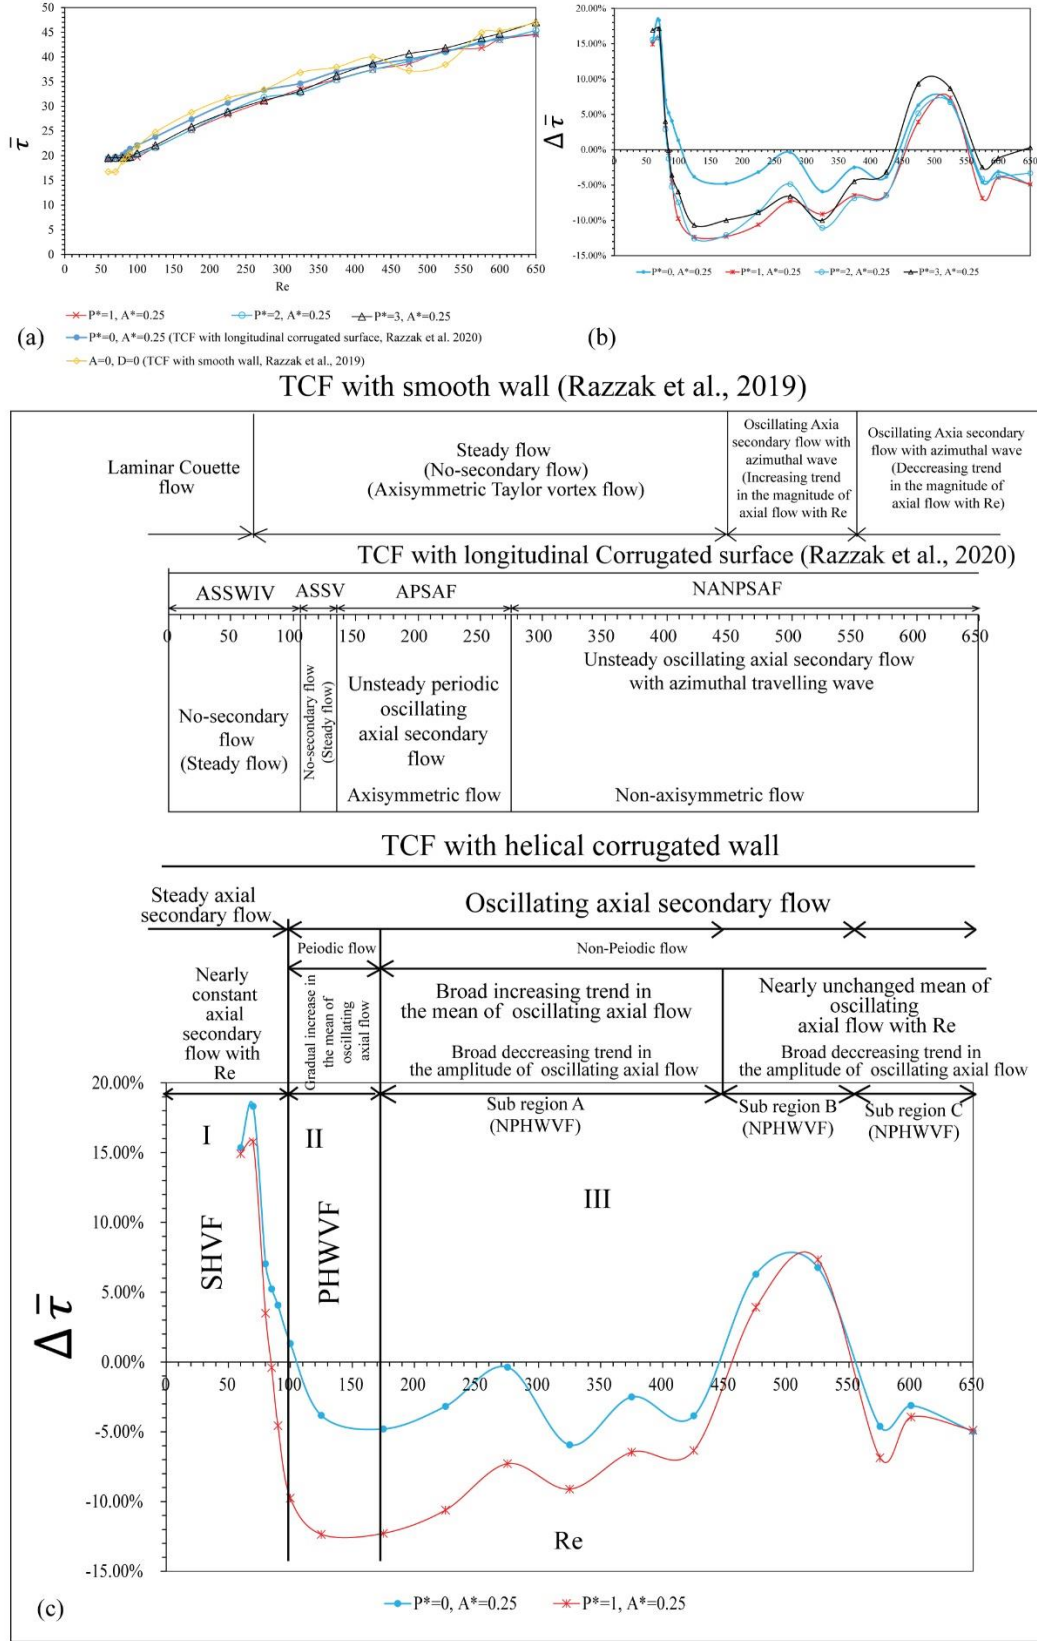 τ̄
50
45
40
35
30
25
20
15
10
5
0
0 50 100 150 200 250 300 350 400 450 500 550 600 650
Re
P*=1, A*=0.25 P*=2, A*=0.25 P*=3, A*=0.25
P*=0, A*=0.25 (TCF with longitudinal corrugated surface, Razzak et al. 2020)
A=0, D=0 (TCF with smooth wall, Razzak et al., 2019)
(a)
Δ τ̄
20.00%
15.00%
10.00%
5.00%
0.00%
-5.00%
-10.00%
-15.00%
0 50 100 150 200 250 300 350 400 450 500 550 600 650
P*=0, A*=0.25 P*=1, A*=0.25 P*=2, A*=0.25 P*=3, A*=0.25
(b)
TCF with smooth wall (Razzak et al., 2019)
Laminar Couette
flow
Steady flow
(No-secondary flow)
(Axisymmetric Taylor vortex flow)
Oscillating Axia
secondary flow with
azimuthal wave
(Increasing trend
in the magnitude of
axial flow with Re
Oscillating Axia secondary
flow with azimuthal wave
(Deccreasing trend
in the magnitude of
axial flow with Re)
TCF with longitudinal Corrugated surface (Razzak et al., 2020)
ASSWIV ASSV APSAF NANPSAF
0 50 100 150 200 250 300 350 400 450 500 550 600 650
No-secondary
flow
(Steady flow)
No-secondary flow
(Steady flow)
Unsteady periodic
oscillating
axial secondary
flow
Axisymmetric flow
Unsteady oscillating axial secondary flow
with azimuthal travelling wave
Non-axisymmetric flow
TCF with helical corrugated wall
Steady axial
secondary flow
Oscillating axial secondary flow
Peiodic flow
Non-Peiodic flow
Nearly
constant
axial
secondary
flow with
Re
Gradual increase in
the mean of
oscillating
axial flow
Broad increasing trend in
the mean of oscillating axial flow
Broad deccreasing trend in
the amplitude of oscillating axial flow
Nearly unchanged mean of
oscillating
axial flow with Re
Broad deccreasing trend in
the amplitude of oscillating axial flow
Sub region A
(NPHWVF)
Sub region B
(NPHWVF)
Sub region C
(NPHWVF)
I
II
III
SHVF
PHWVF
Δ τ̄
20.00%
15.00%
10.00%
5.00%
0.00%
-5.00%
-10.00%
-15.00%
0 50 100 150 200 250 300 350 400 450 500 550 600 650
Re
P*=0, A*=0.25 P*=1, A*=0.25
(c)